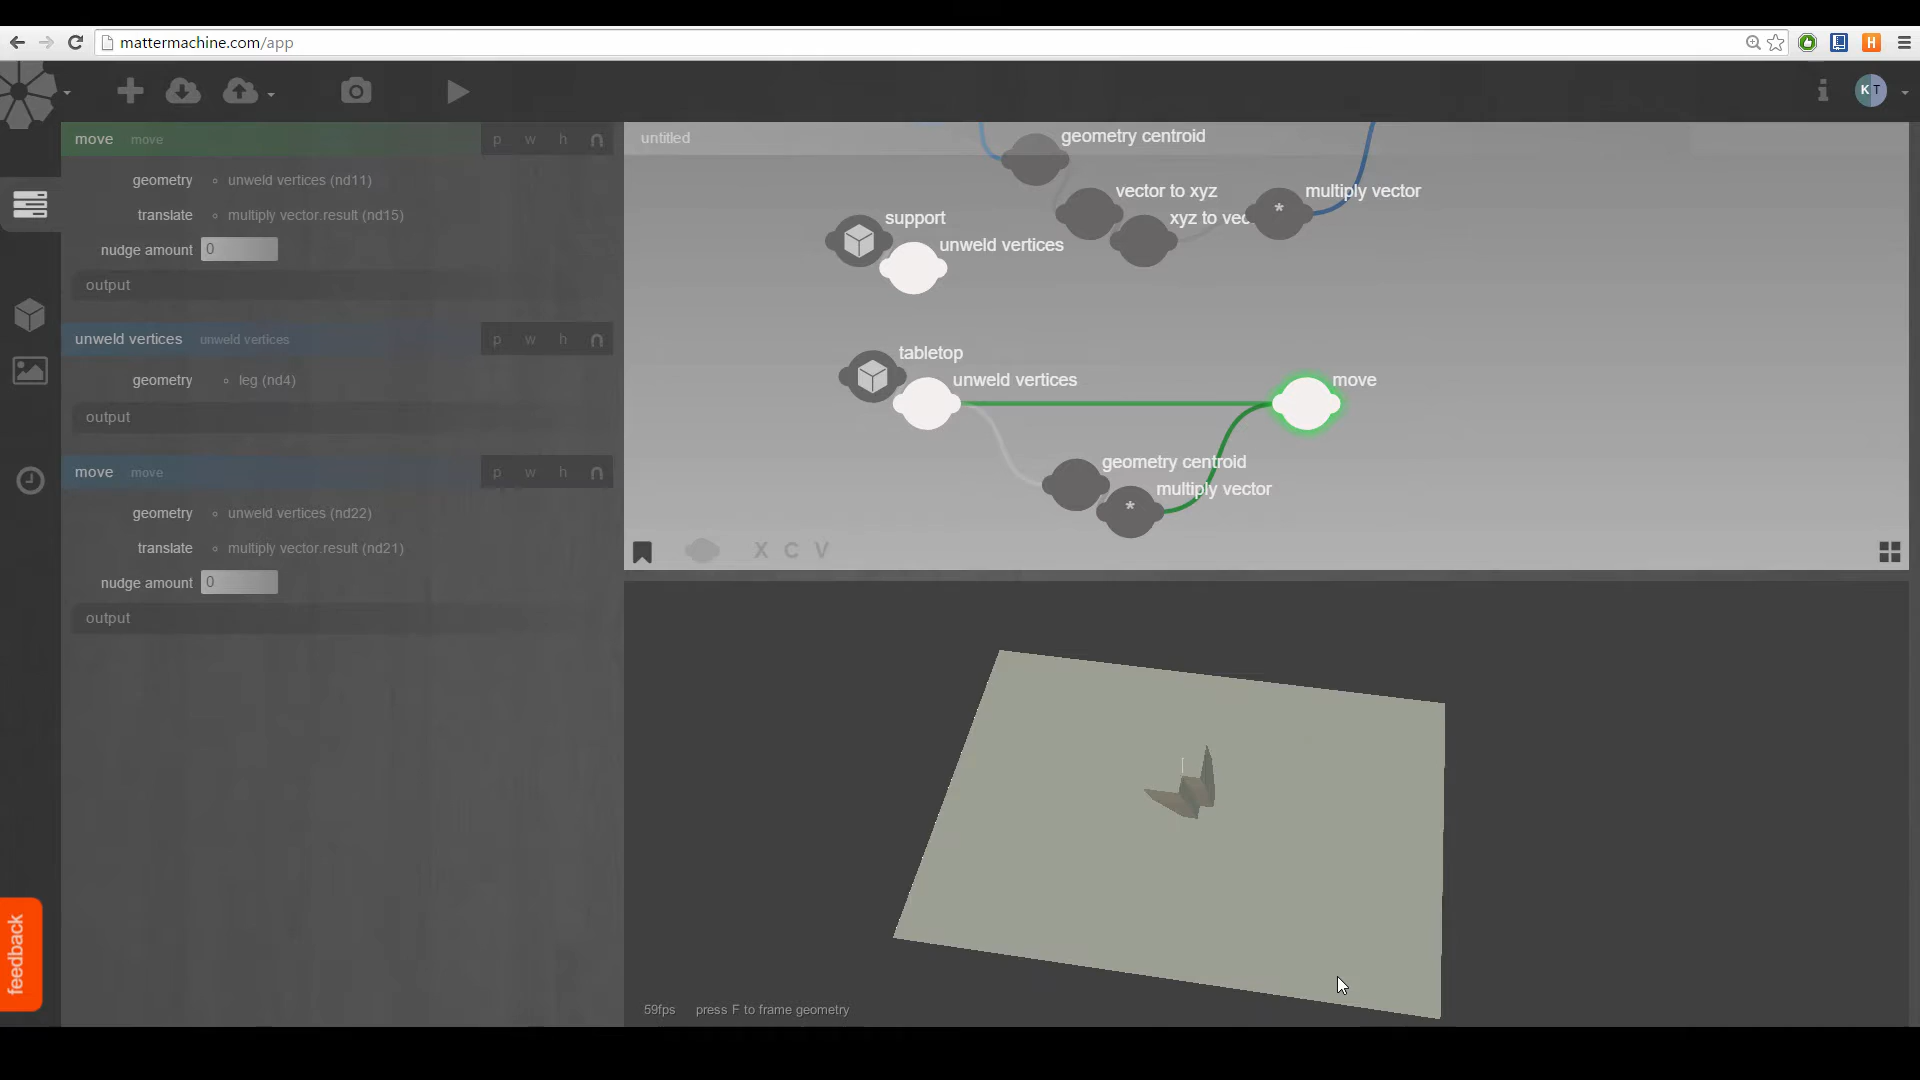 mattermachine.com/app
H
K T
move move p w h
geometry unweld vertices (nd11)
translate multiply vector.result (nd15)
nudge amount 0
output
unweld vertices unweld vertices p w h
geometry leg (nd4)
output
move move p w h
geometry unweld vertices (nd22)
translate multiply vector.result (nd21)
nudge amount 0
output
feedback
untitled
geometry centroid
vector to xyz
multiply vector
*
support
xyz to vec
unweld vertices
tabletop
unweld vertices
move
geometry centroid
multiply vector
*
X C V
59fps press F to frame geometry